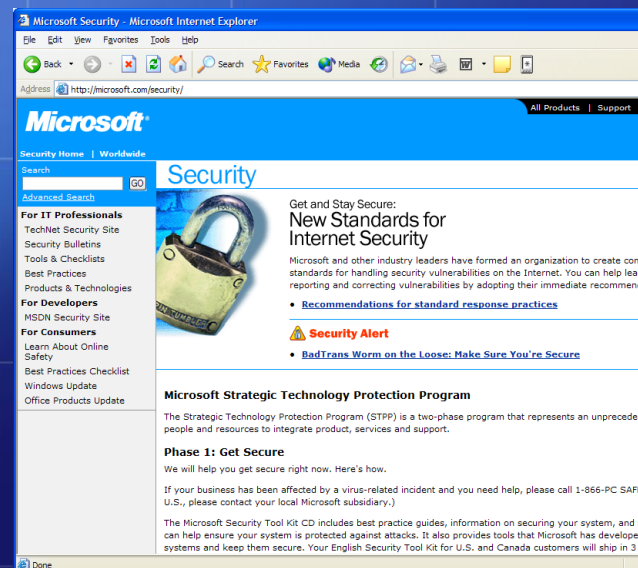 Microsoft Security - Microsoft Internet Explorer
File Edit View Favorites Tools Help
Back Search Favorites Media
Address http://microsoft.com/security/
All Products | Support
Microsoft
Security Home | Worldwide
Search
GO
Advanced Search
For IT Professionals
TechNet Security Site
Security Bulletins
Tools & Checklists
Best Practices
Products & Technologies
For Developers
MSDN Security Site
For Consumers
Learn About Online
Safety
Best Practices Checklist
Windows Update
Office Products Update
Security
Get and Stay Secure:
New Standards for
Internet Security
Microsoft and other industry leaders have formed an organization to create con
standards for handling security vulnerabilities on the Internet. You can help lea
reporting and correcting vulnerabilities by adopting their immediate recommen
• Recommendations for standard response practices
Security Alert
• BadTrans Worm on the Loose: Make Sure You're Secure
Microsoft Strategic Technology Protection Program
The Strategic Technology Protection Program (STPP) is a two-phase program that represents an unprecede
people and resources to integrate product, services and support.
Phase 1: Get Secure
We will help you get secure right now. Here's how.
If your business has been affected by a virus-related incident and you need help, please call 1-866-PC SAF
U.S., please contact your local Microsoft subsidiary.)
The Microsoft Security Tool Kit CD includes best practice guides, information on securing your system, and
can help ensure your system is protected against attacks. It also provides tools that Microsoft has develope
systems and keep them secure. Your English Security Tool Kit for U.S. and Canada customers will ship in 3
Done